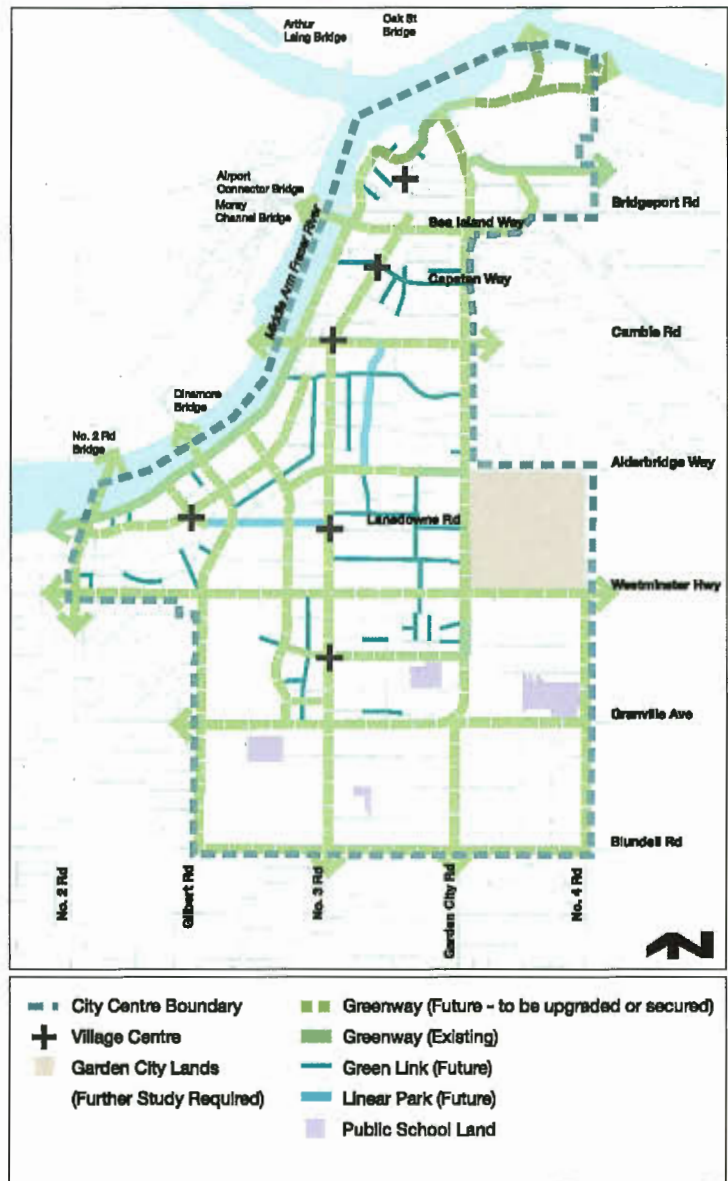 Arthur
Laing Bridge
Oak St
Bridge
Airport
Connector Bridge
Moray
Channel Bridge
Bridgeport Rd
Sea Island Way
Middle Arm Fraser River
Capstan Way
Cambie Rd
Dinsmore
Bridge
No. 2 Rd
Bridge
Alderbridge Way
Lansdowne Rd
Westminster Hwy
Granville Ave
Blundell Rd
No. 2 Rd
Gilbert Rd
No. 3 Rd
Garden City Rd
No. 4 Rd
N
City Centre Boundary
Village Centre
Garden City Lands
(Further Study Required)
Greenway (Future - to be upgraded or secured)
Greenway (Existing)
Green Link (Future)
Linear Park (Future)
Public School Land